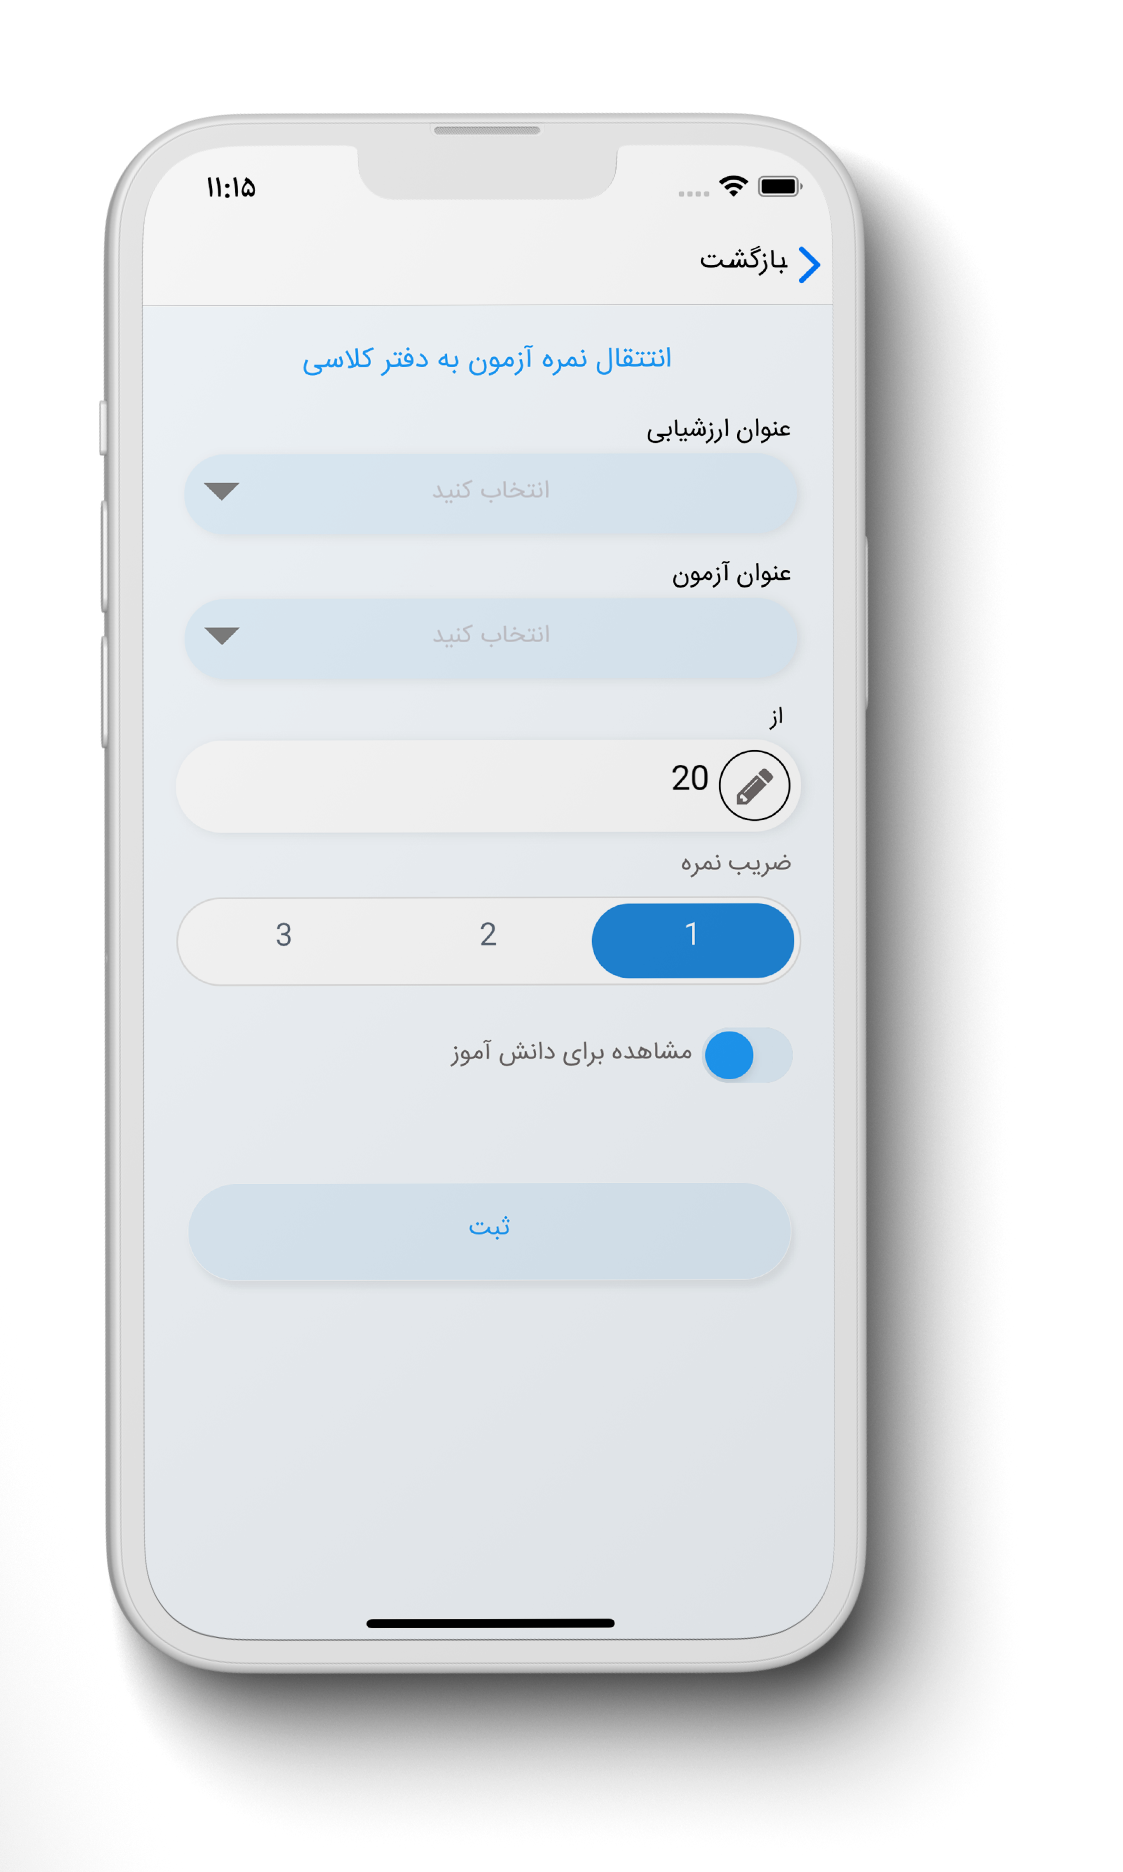 ۱۱:۱۵
بازگشت
انتتقال نمره آزمون به دفتر کلاسی
عنوان ارزشیابی
انتخاب کنید
عنوان آزمون
انتخاب کنید
از
20
ضریب نمره
1 2 3
مشاهده برای دانش آموز
ثبت